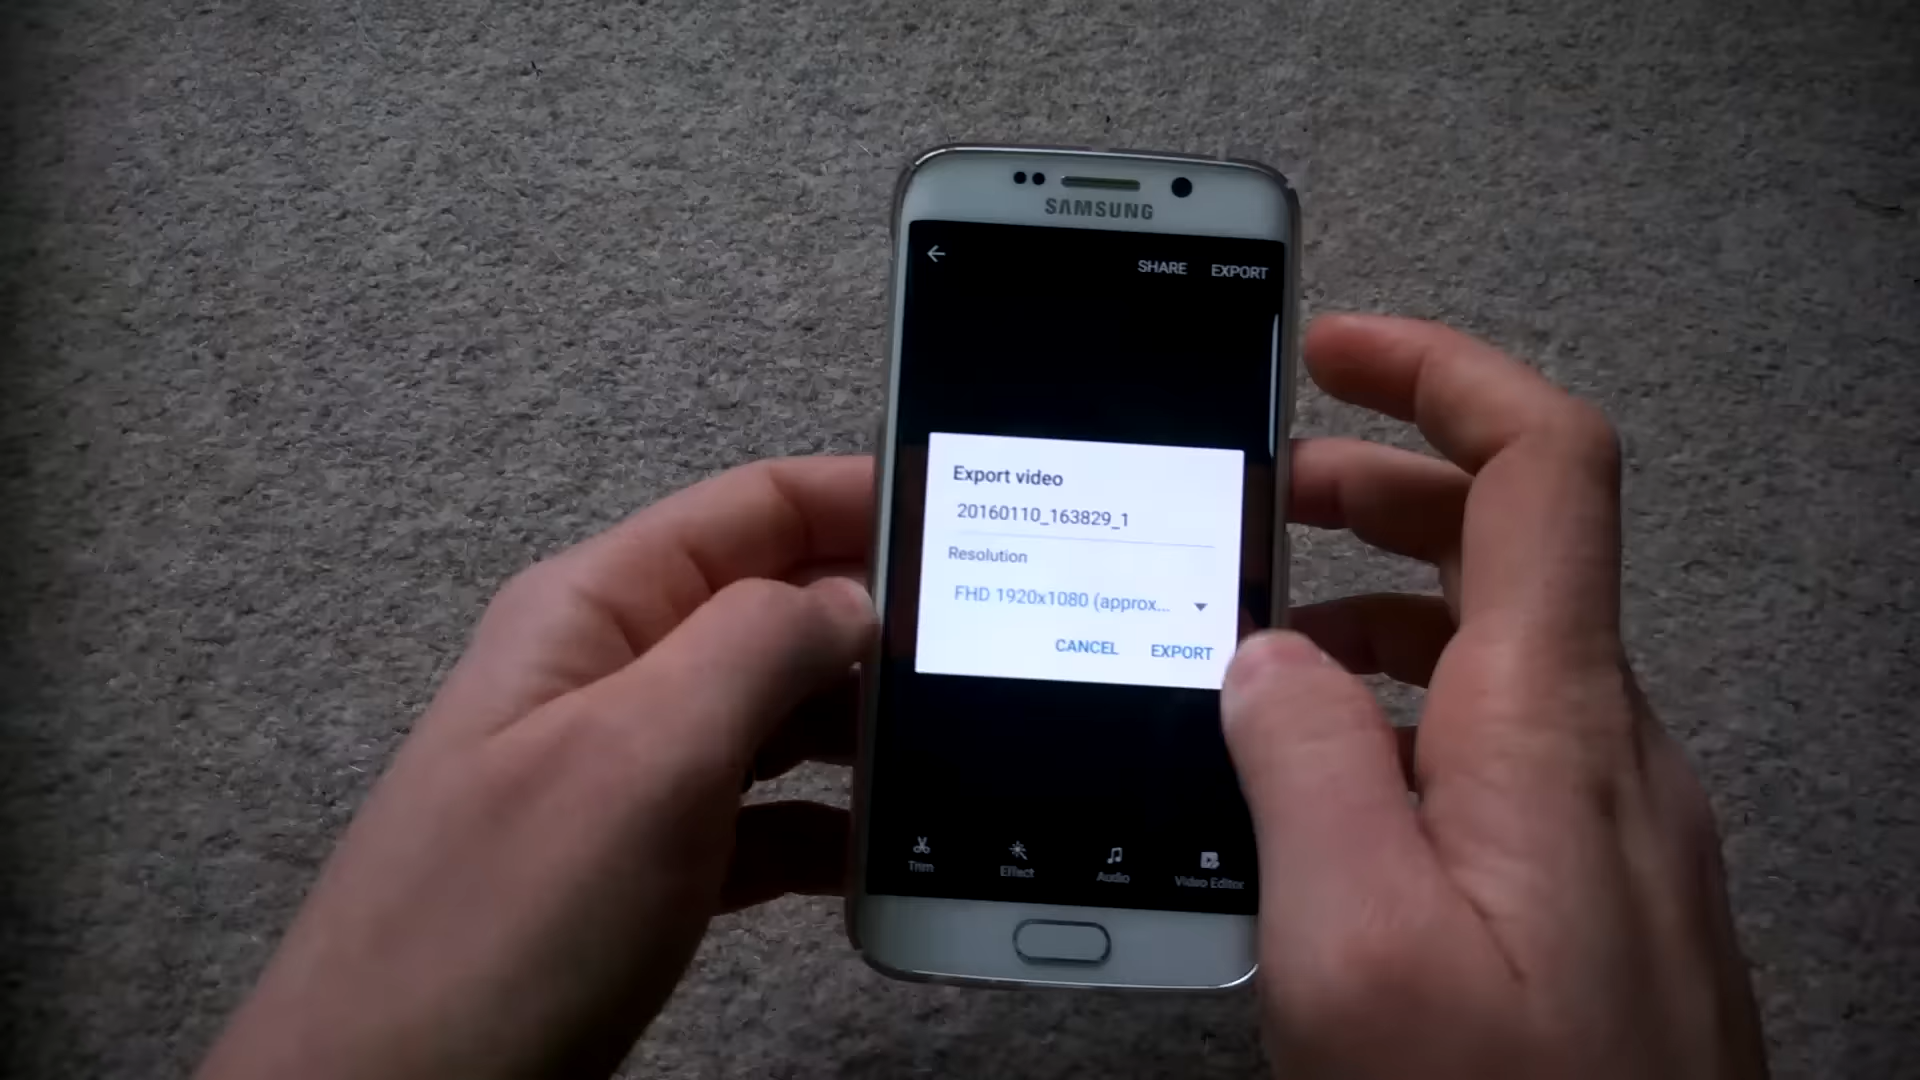 SAMSUNG
SHARE EXPORT
Export video
20160110_163829_1
Resolution
FHD 1920x1080 (approx...
CANCEL EXPORT
Trim Effect Audio Video Editor